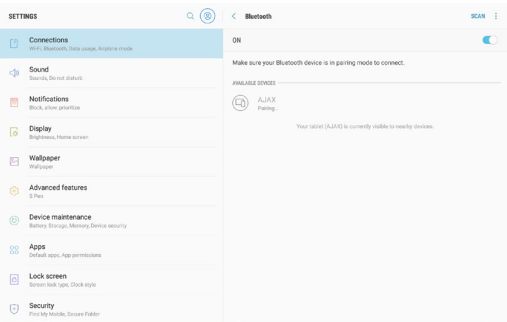 SETTINGS
Connections
Wi-Fi, Bluetooth, Data usage, Airplane mode
Sound
Sounds, Do not disturb
Notifications
Block, allow, prioritize
Display
Brightness, Home screen
Wallpaper
Wallpaper
Advanced features
S Pen
Device maintenance
Battery, Storage, Memory, Device security
Apps
Default apps, App permissions
Lock screen
Screen lock type, Clock style
Security
Find My Mobile, Secure Folder
Bluetooth
SCAN
ON
Make sure your Bluetooth device is in pairing mode to connect.
AVAILABLE DEVICES
AJAX
Pairing...
Your tablet (AJAX) is currently visible to nearby devices.